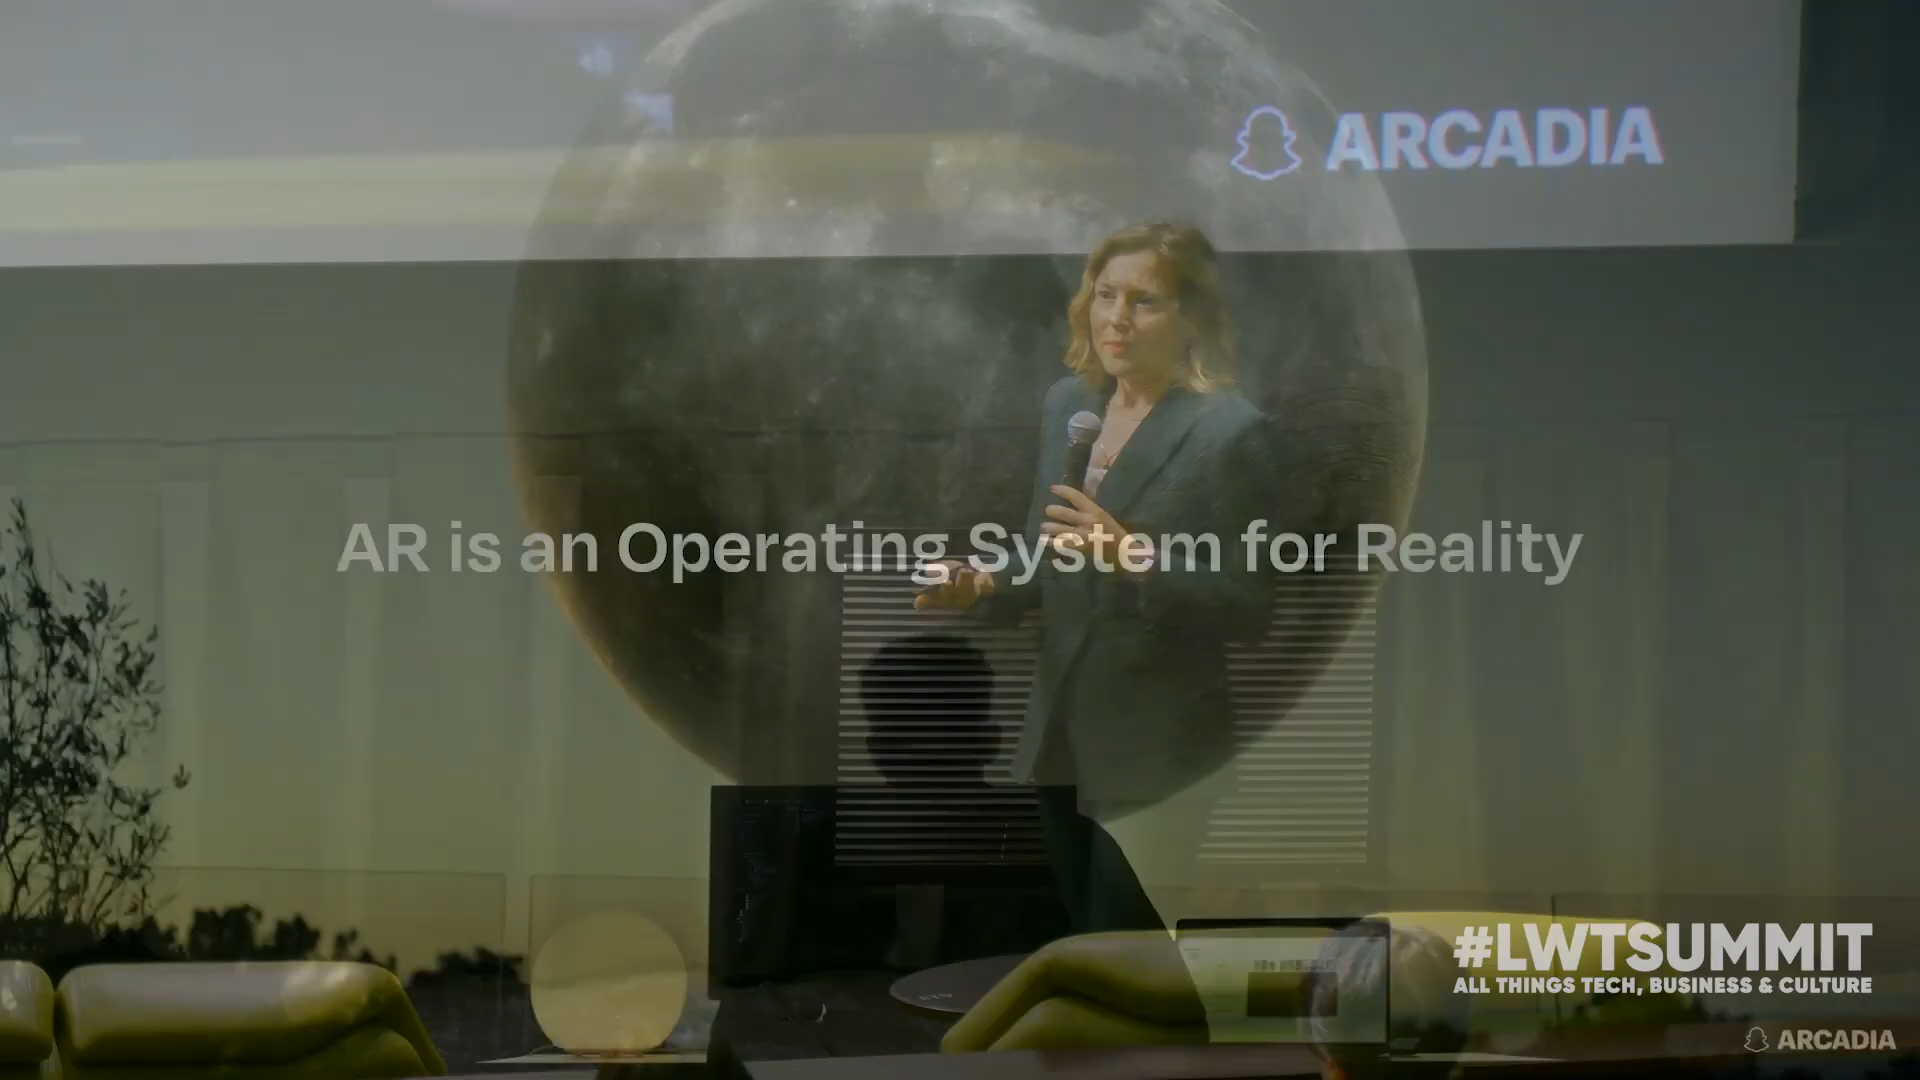 ARCADIA
AR is an Operating System for Reality
#LWTSUMMIT
ALL THINGS TECH, BUSINESS & CULTURE
ARCADIA